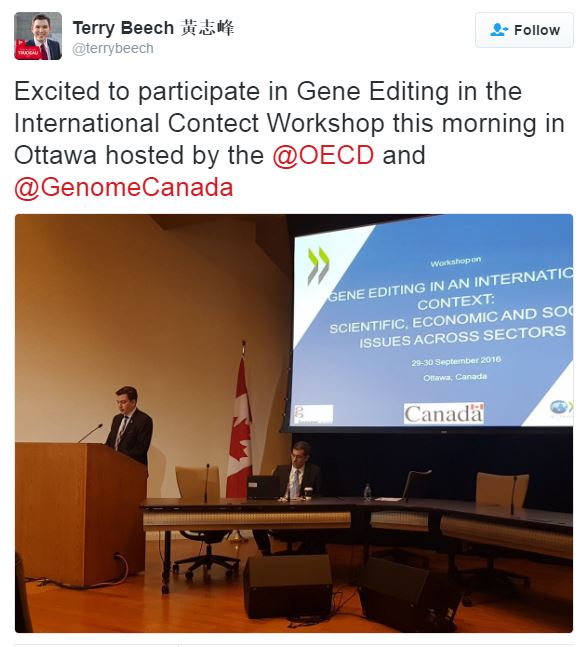 Terry Beech 黃志峰
@terrybeech
Follow
TRUDEAU
Excited to participate in Gene Editing in the
International Contect Workshop this morning in
Ottawa hosted by the @OECD and
@GenomeCanada
Workshop on
GENE EDITING IN AN INTERNATIO
CONTEXT:
SCIENTIFIC, ECONOMIC AND SOC
ISSUES ACROSS SECTORS
29-30 September 2016
Ottawa, Canada
Canada